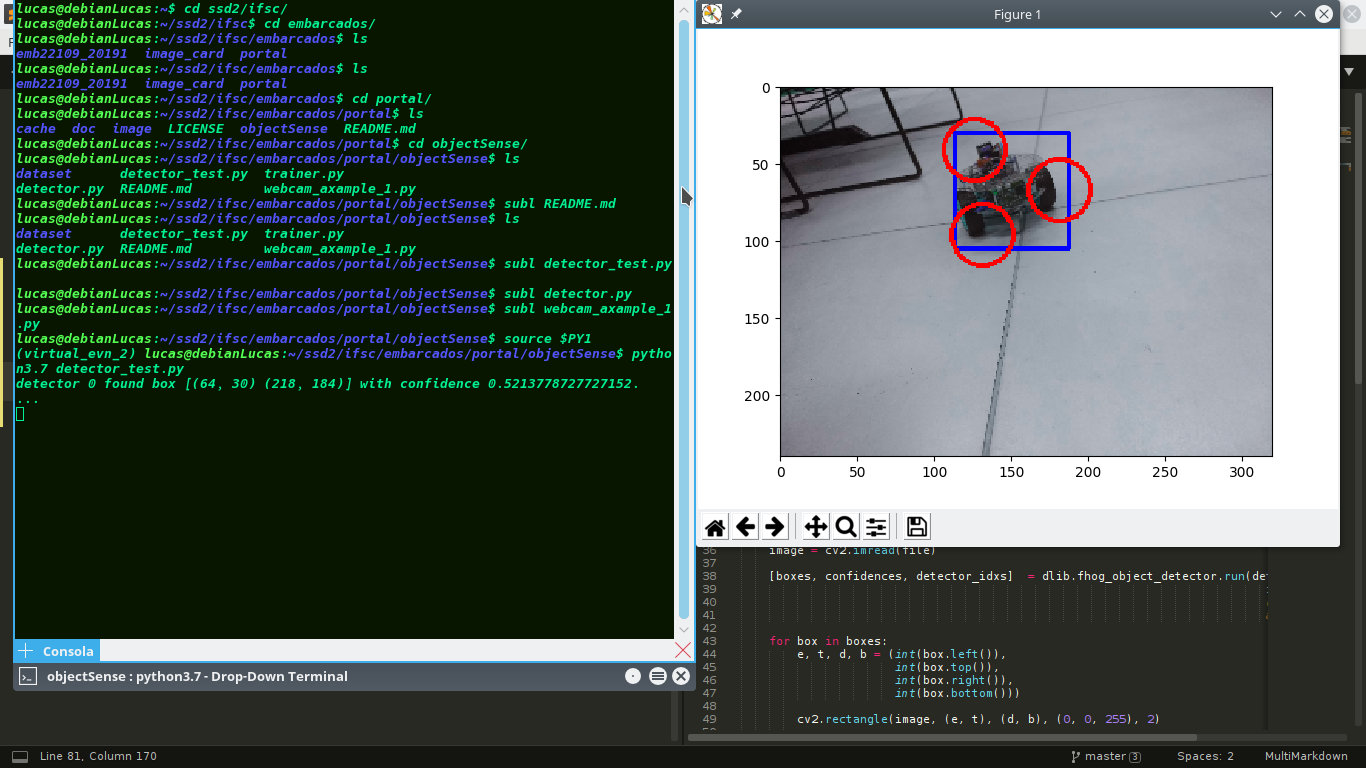 lucas@debianLucas:~$ cd ssd2/ifsc/
lucas@debianLucas:~/ssd2/ifsc$ cd embarcados/
lucas@debianLucas:~/ssd2/ifsc/embarcados$ ls
emb22109_20191  image_card  portal
lucas@debianLucas:~/ssd2/ifsc/embarcados$ ls
emb22109_20191  image_card  portal
lucas@debianLucas:~/ssd2/ifsc/embarcados$ cd portal/
lucas@debianLucas:~/ssd2/ifsc/embarcados/portal$ ls
cache  doc  image  LICENSE  objectSense  README.md
lucas@debianLucas:~/ssd2/ifsc/embarcados/portal$ cd objectSense/
lucas@debianLucas:~/ssd2/ifsc/embarcados/portal/objectSense$ ls
dataset      detector_test.py  trainer.py
detector.py  README.md         webcam_axample_1.py
lucas@debianLucas:~/ssd2/ifsc/embarcados/portal/objectSense$ subl README.md
lucas@debianLucas:~/ssd2/ifsc/embarcados/portal/objectSense$ ls
dataset      detector_test.py  trainer.py
detector.py  README.md         webcam_axample_1.py
lucas@debianLucas:~/ssd2/ifsc/embarcados/portal/objectSense$ subl detector_test.py
lucas@debianLucas:~/ssd2/ifsc/embarcados/portal/objectSense$ subl detector.py
lucas@debianLucas:~/ssd2/ifsc/embarcados/portal/objectSense$ subl webcam_axample_1
.py
lucas@debianLucas:~/ssd2/ifsc/embarcados/portal/objectSense$ source $PY1
(virtual_evn_2) lucas@debianLucas:~/ssd2/ifsc/embarcados/portal/objectSense$ pytho
n3.7 detector_test.py
detector 0 found box [(64, 30) (218, 184)] with confidence 0.5213778727727152.
...
Consola
objectSense : python3.7 - Drop-Down Terminal
Figure 1
0
50
100
150
200
0 50 100 150 200 250 300
36 image = cv2.imread(file)
37
38 [boxes, confidences, detector_idxs]  = dlib.fhog_object_detector.run(de
39
40
41
42
43 for box in boxes:
44 e, t, d, b = (int(box.left()),
45 int(box.top()),
46 int(box.right()),
47 int(box.bottom()))
48
49 cv2.rectangle(image, (e, t), (d, b), (0, 0, 255), 2)
Line 81, Column 170
master 3
Spaces: 2
MultiMarkdown